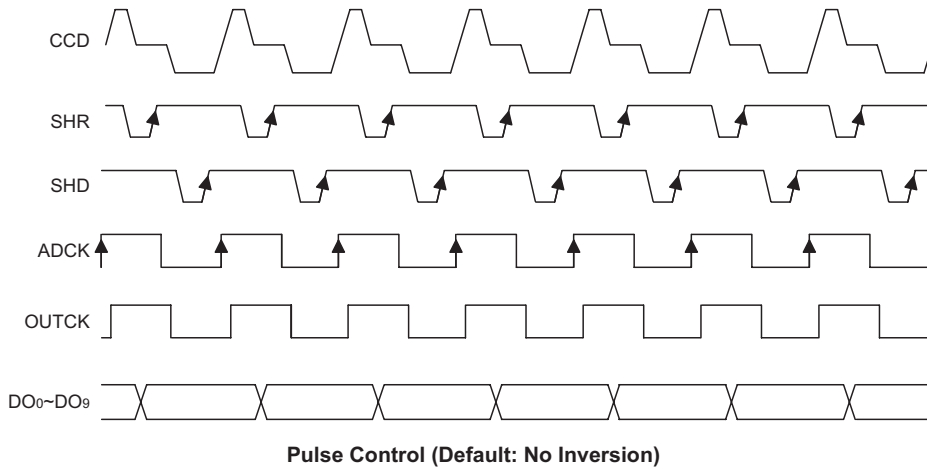 CCD
SHR
SHD
ADCK
OUTCK
DO0~DO9
Pulse Control (Default: No Inversion)